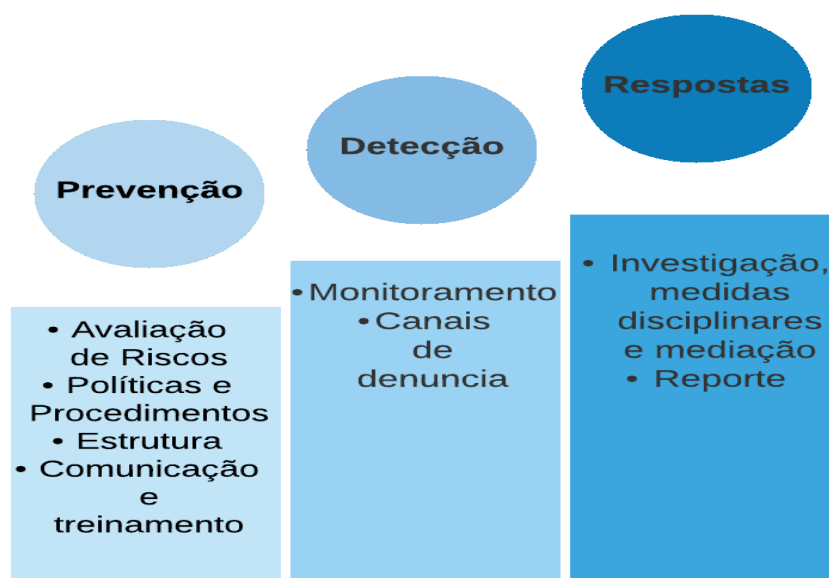 Prevenção
• Avaliação
de Riscos
• Políticas e
Procedimentos
• Estrutura
• Comunicação
e
treinamento
Detecção
• Monitoramento
• Canais
de
denuncia
Respostas
• Investigação,
medidas
disciplinares
e mediação
• Reporte